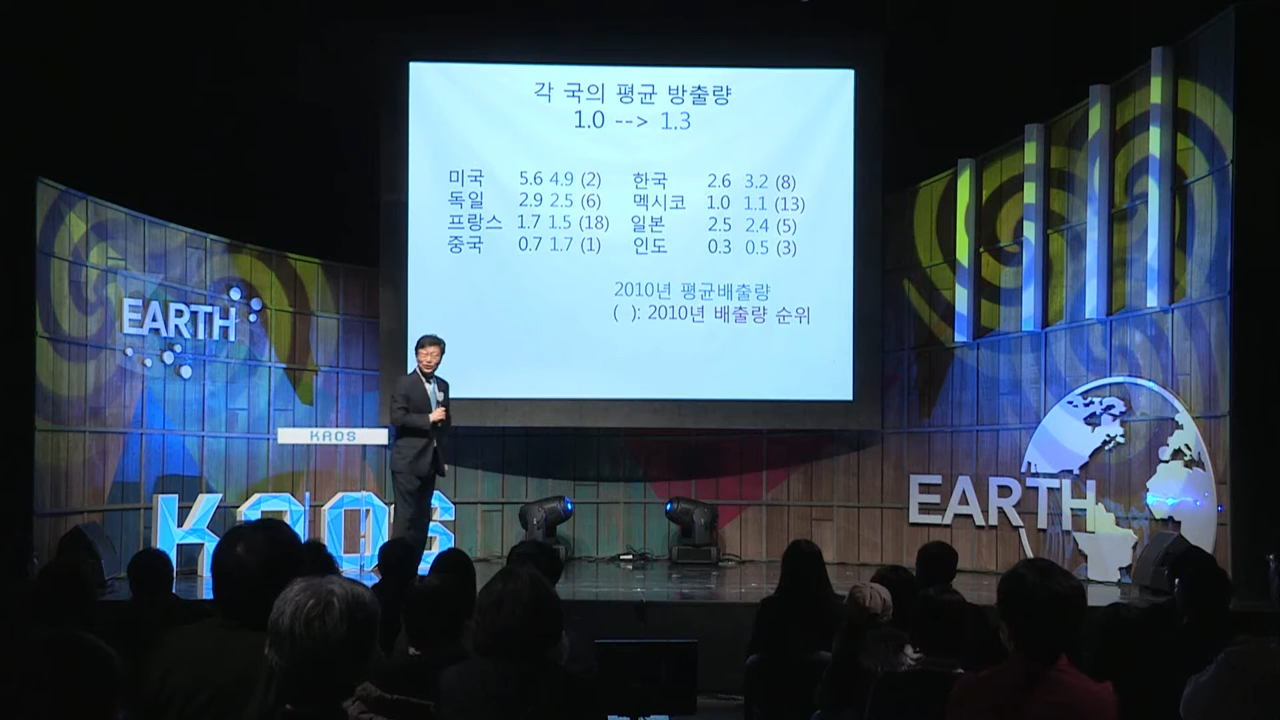 각 국의 평균 방출량
1.0 --> 1.3
미국 5.6 4.9 (2) 한국 2.6 3.2 (8)
독일 2.9 2.5 (6) 멕시코 1.0 1.1 (13)
프랑스 1.7 1.5 (18) 일본 2.5 2.4 (5)
중국 0.7 1.7 (1) 인도 0.3 0.5 (3)
2010년 평균배출량
( ): 2010년 배출량 순위
EARTH
KAOS
KAOS
EARTH